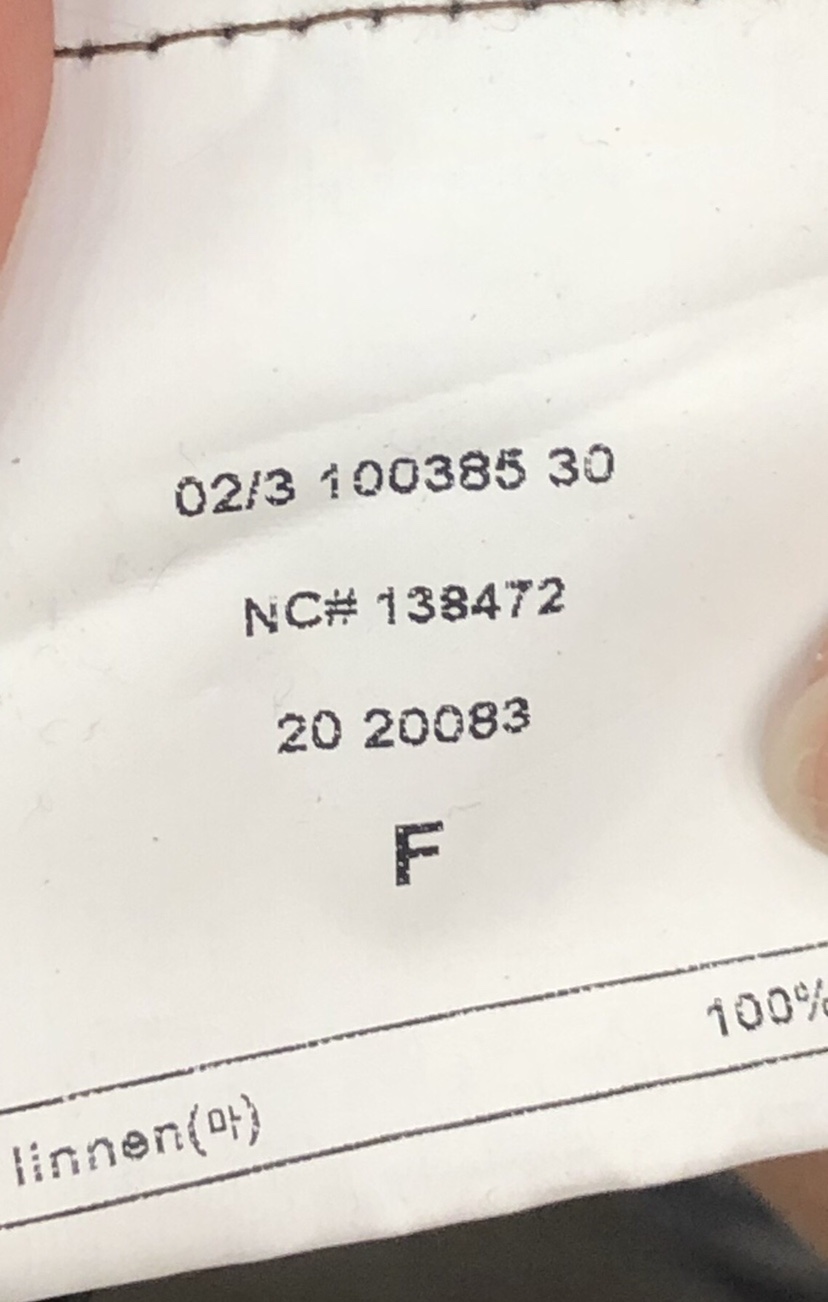 02/3 100385 30
NC# 138472
20 20083
F
linnen(마) 100%